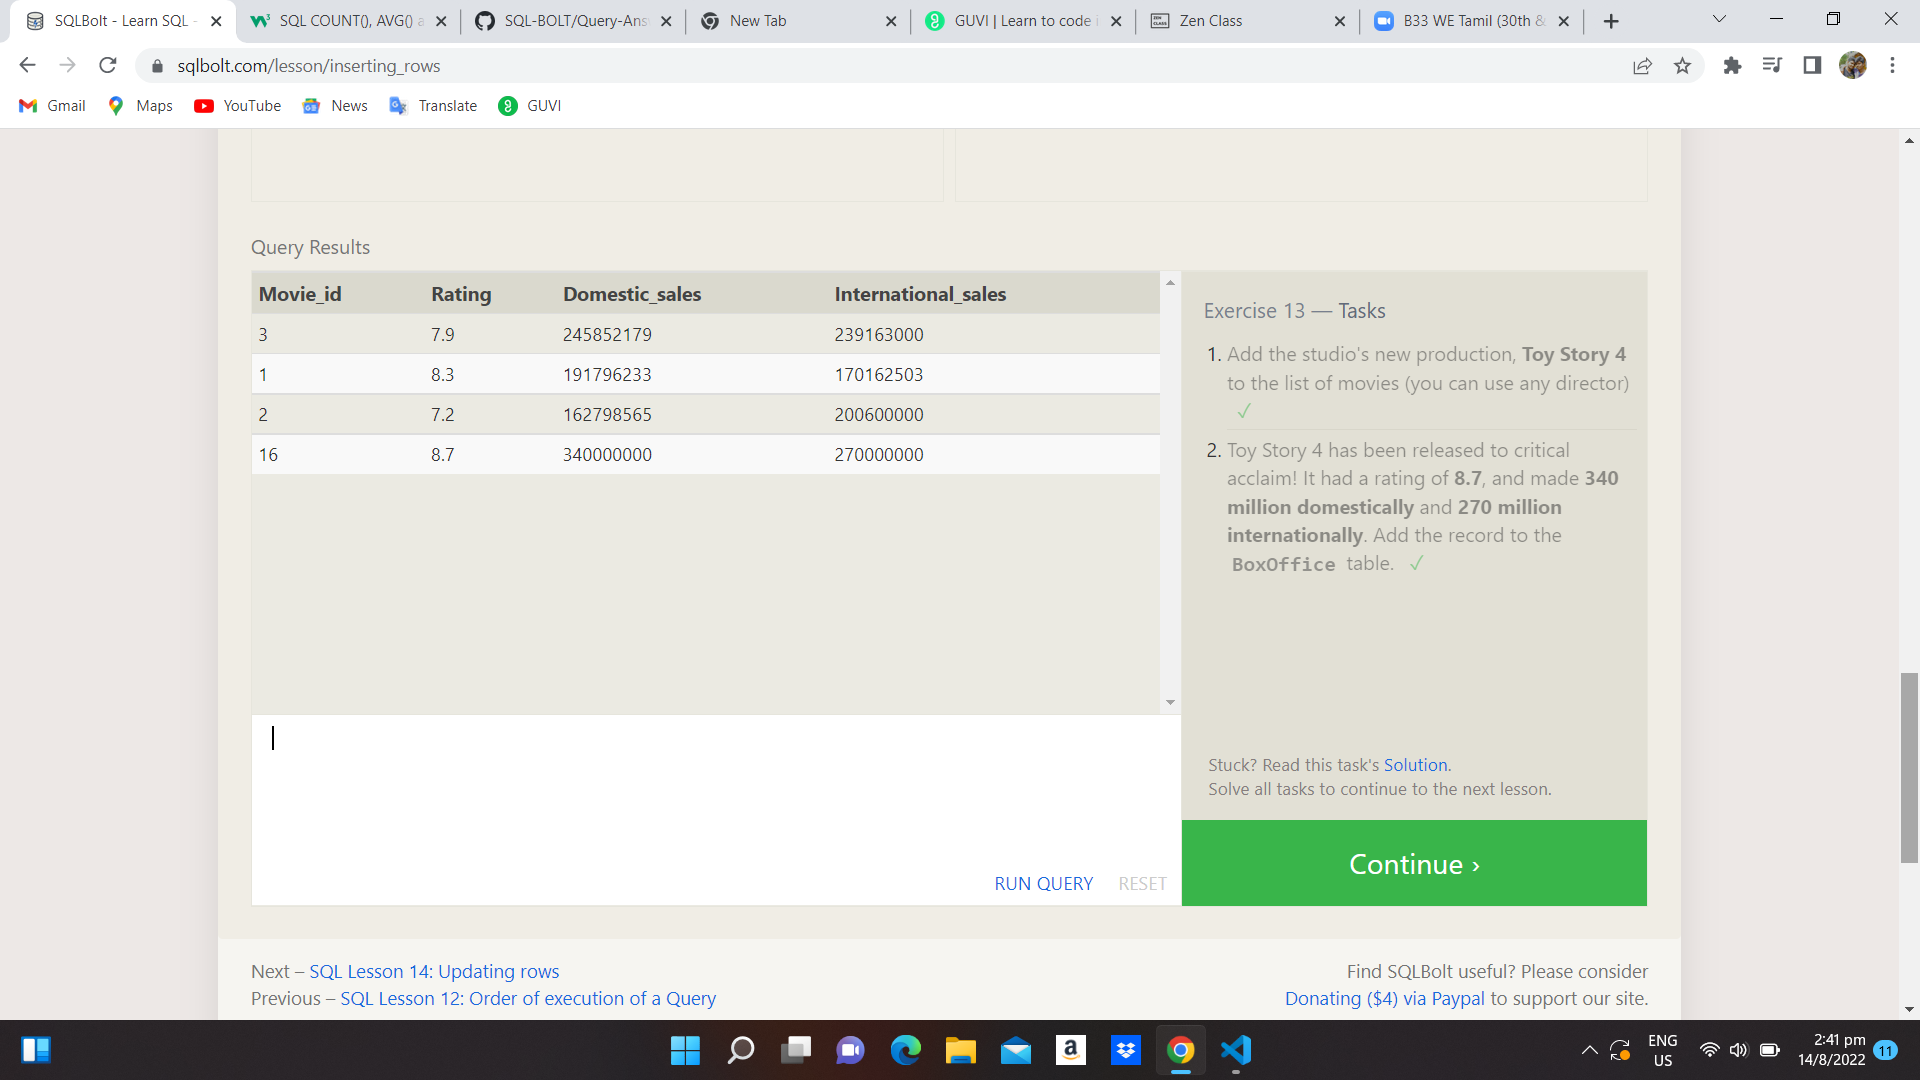 SQLBolt - Learn SQL -
SQL COUNT(), AVG() a
SQL-BOLT/Query-Ans
New Tab
GUVI | Learn to code i
Zen Class
B33 WE Tamil (30th &
sqlbolt.com/lesson/inserting_rows
Gmail
Maps
YouTube
News
Translate
GUVI
Query Results
Movie_id Rating Domestic_sales International_sales
3 7.9 245852179 239163000
1 8.3 191796233 170162503
2 7.2 162798565 200600000
16 8.7 340000000 270000000
Exercise 13 — Tasks
1. Add the studio's new production, Toy Story 4
to the list of movies (you can use any director)
✓
2. Toy Story 4 has been released to critical
acclaim! It had a rating of 8.7, and made 340
million domestically and 270 million
internationally. Add the record to the
BoxOffice table. ✓
Stuck? Read this task's Solution.
Solve all tasks to continue to the next lesson.
RUN QUERY RESET
Continue ›
Next – SQL Lesson 14: Updating rows
Previous – SQL Lesson 12: Order of execution of a Query
Find SQLBolt useful? Please consider
Donating ($4) via Paypal to support our site.
ENG
US
2:41 pm
14/8/2022
11